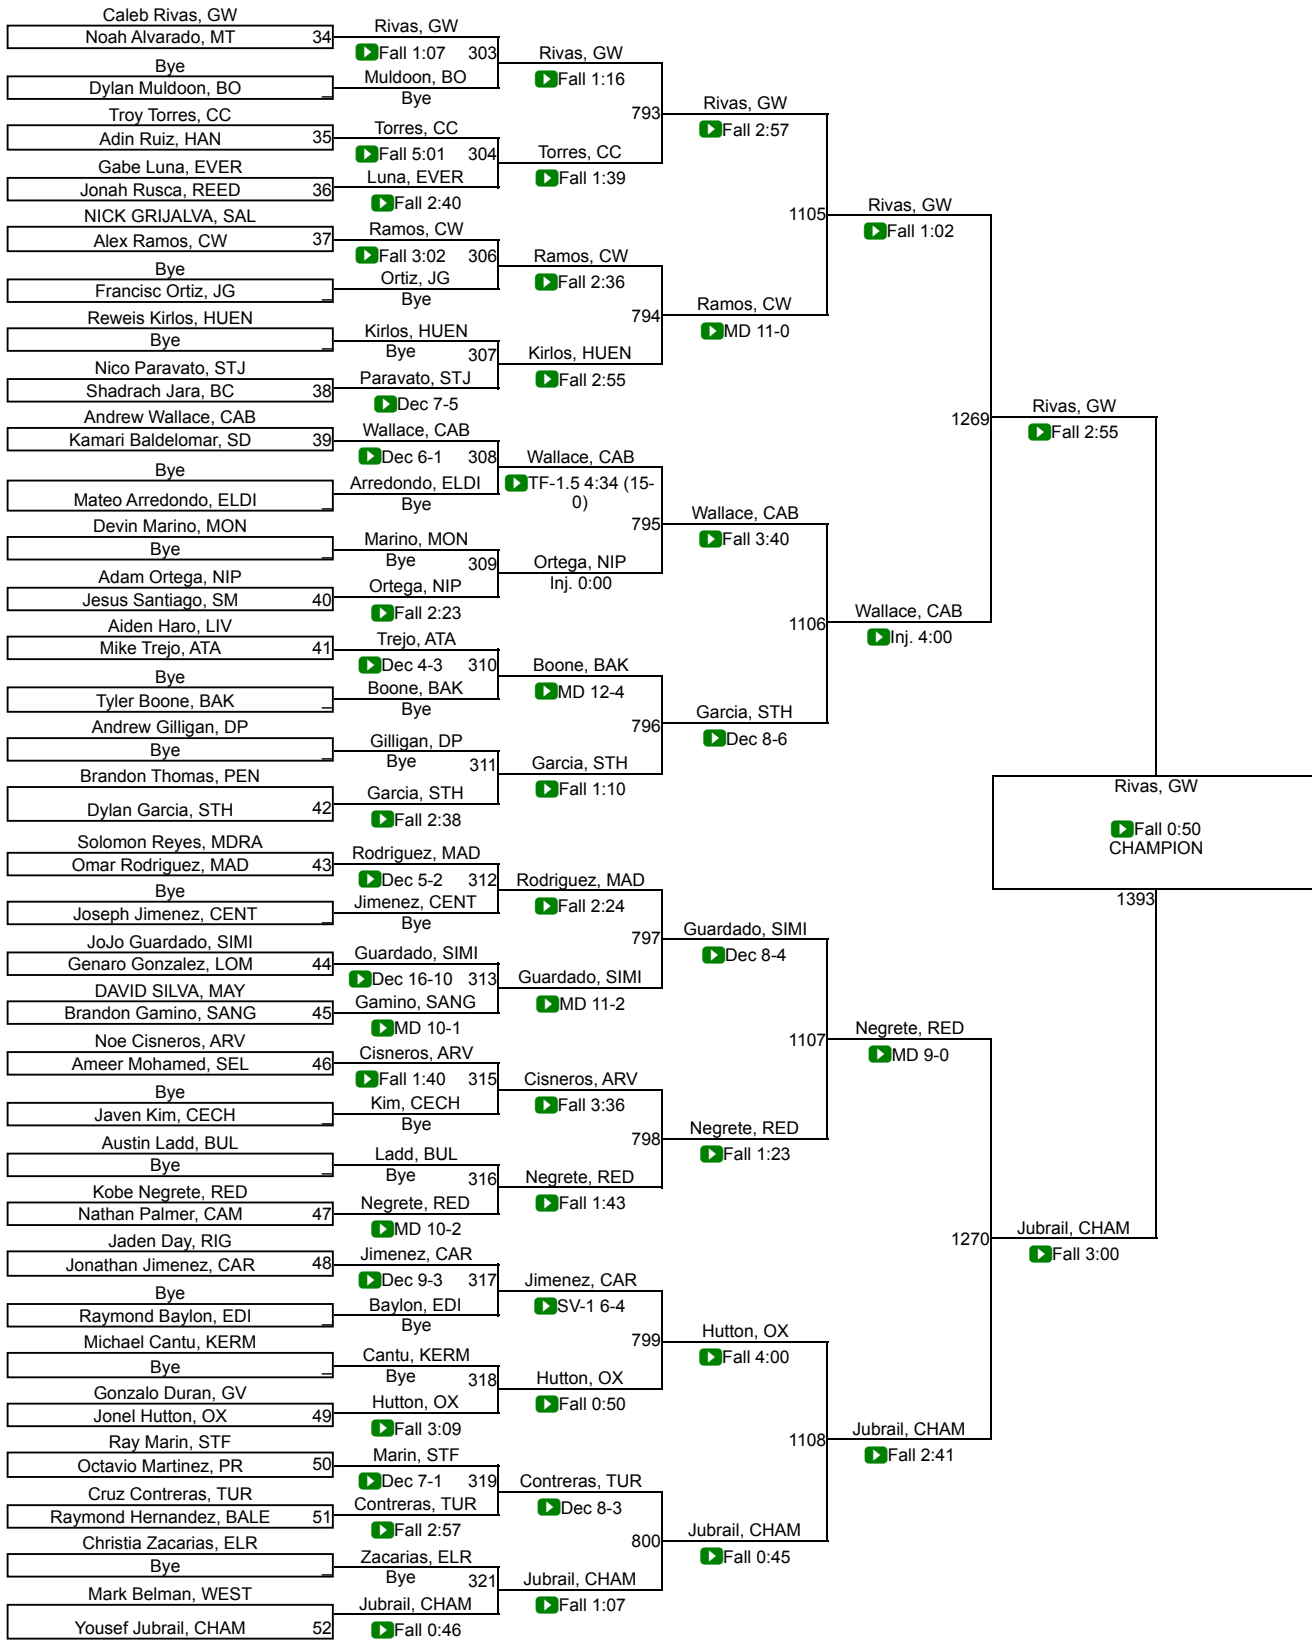 Caleb Rivas, GW
Noah Alvarado, MT 34
Bye
Dylan Muldoon, BO _
Troy Torres, CC
Adin Ruiz, HAN 35
Gabe Luna, EVER
Jonah Rusca, REED 36
NICK GRIJALVA, SAL
Alex Ramos, CW 37
Bye
Francisc Ortiz, JG _
Reweis Kirlos, HUEN
Bye _
Nico Paravato, STJ
Shadrach Jara, BC 38
Andrew Wallace, CAB
Kamari Baldelomar, SD 39
Bye
Mateo Arredondo, ELDI _
Devin Marino, MON
Bye _
Adam Ortega, NIP
Jesus Santiago, SM 40
Aiden Haro, LIV
Mike Trejo, ATA 41
Bye
Tyler Boone, BAK _
Andrew Gilligan, DP
Bye _
Brandon Thomas, PEN
Dylan Garcia, STH 42
Solomon Reyes, MDRA
Omar Rodriguez, MAD 43
Bye
Joseph Jimenez, CENT _
JoJo Guardado, SIMI
Genaro Gonzalez, LOM 44
DAVID SILVA, MAY
Brandon Gamino, SANG 45
Noe Cisneros, ARV
Ameer Mohamed, SEL 46
Bye
Javen Kim, CECH _
Austin Ladd, BUL
Bye _
Kobe Negrete, RED
Nathan Palmer, CAM 47
Jaden Day, RIG
Jonathan Jimenez, CAR 48
Bye
Raymond Baylon, EDI _
Michael Cantu, KERM
Bye _
Gonzalo Duran, GV
Jonel Hutton, OX 49
Ray Marin, STF
Octavio Martinez, PR 50
Cruz Contreras, TUR
Raymond Hernandez, BALE 51
Christia Zacarias, ELR
Bye _
Mark Belman, WEST
Yousef Jubrail, CHAM 52
Rivas, GW
Fall 1:07 303
Muldoon, BO
Bye
Torres, CC
Fall 5:01 304
Luna, EVER
Fall 2:40
Ramos, CW
Fall 3:02 306
Ortiz, JG
Bye
Kirlos, HUEN
Bye 307
Paravato, STJ
Dec 7-5
Wallace, CAB
Dec 6-1 308
Arredondo, ELDI
Bye
Marino, MON
Bye 309
Ortega, NIP
Fall 2:23
Trejo, ATA
Dec 4-3 310
Boone, BAK
Bye
Gilligan, DP
Bye 311
Garcia, STH
Fall 2:38
Rodriguez, MAD
Dec 5-2 312
Jimenez, CENT
Bye
Guardado, SIMI
Dec 16-10 313
Gamino, SANG
MD 10-1
Cisneros, ARV
Fall 1:40 315
Kim, CECH
Bye
Ladd, BUL
Bye 316
Negrete, RED
MD 10-2
Jimenez, CAR
Dec 9-3 317
Baylon, EDI
Bye
Cantu, KERM
Bye 318
Hutton, OX
Fall 3:09
Marin, STF
Dec 7-1 319
Contreras, TUR
Fall 2:57
Zacarias, ELR
Bye 321
Jubrail, CHAM
Fall 0:46
Rivas, GW
Fall 1:16
793
Torres, CC
Fall 1:39
Ramos, CW
Fall 2:36
794
Kirlos, HUEN
Fall 2:55
Wallace, CAB
TF-1.5 4:34 (15-
0)
795
Ortega, NIP
Inj. 0:00
Boone, BAK
MD 12-4
796
Garcia, STH
Fall 1:10
Rodriguez, MAD
Fall 2:24
797
Guardado, SIMI
MD 11-2
Cisneros, ARV
Fall 3:36
798
Negrete, RED
Fall 1:43
Jimenez, CAR
SV-1 6-4
799
Hutton, OX
Fall 0:50
Contreras, TUR
Dec 8-3
800
Jubrail, CHAM
Fall 1:07
Rivas, GW
Fall 2:57
1105
Ramos, CW
MD 11-0
Wallace, CAB
Fall 3:40
1106
Garcia, STH
Dec 8-6
Guardado, SIMI
Dec 8-4
1107
Negrete, RED
Fall 1:23
Hutton, OX
Fall 4:00
1108
Jubrail, CHAM
Fall 0:45
Rivas, GW
Fall 1:02
1269
Wallace, CAB
Inj. 4:00
Negrete, RED
MD 9-0
1270
Jubrail, CHAM
Fall 2:41
Rivas, GW
Fall 2:55
Jubrail, CHAM
Fall 3:00
Rivas, GW
Fall 0:50
CHAMPION
1393